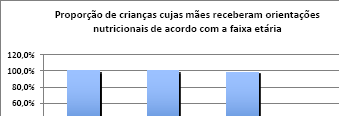 Proporção de crianças cujas mães receberam orientações
nutricionais de acordo com a faixa etária
120,0%
100,0%
80,0%
60,0%